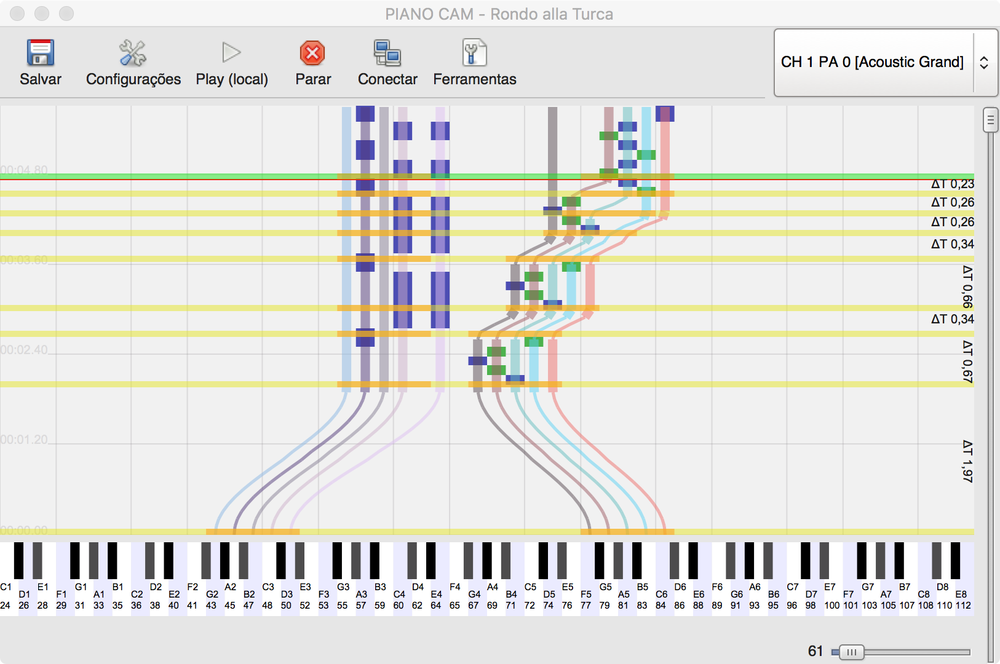 PIANO CAM - Rondo alla Turca
Salvar Configurações Play (local) Parar Conectar Ferramentas
CH 1 PA 0 [Acoustic Grand]
00:04.80
ΔT 0,23
ΔT 0,26
ΔT 0,26
ΔT 0,34
00:03.60
ΔT 0,66
ΔT 0,34
00:02.40
ΔT 0,67
00:01.20
ΔT 1,97
00:00.00
C1 E1 G1 B1 D2 F2 A2 C3 E3 G3 B3 D4 F4 A4 C5 E5 G5 B5 D6 F6 A6 C7 E7 G7 B7 D8
D1 F1 A1 C2 E2 G2 B2 D3 F3 A3 C4 E4 G4 B4 D5 F5 A5 C6 E6 G6 B6 D7 F7 A7 C8 E8
24 26 28 29 31 33 35 36 38 40 41 43 45 47 48 50 52 53 55 57 59 60 62 64 65 67 69 71 72 74 76 77 79 81 83 84 86 88 89 91 93 95 96 98 100 101 103 105 107 108 110 112
61